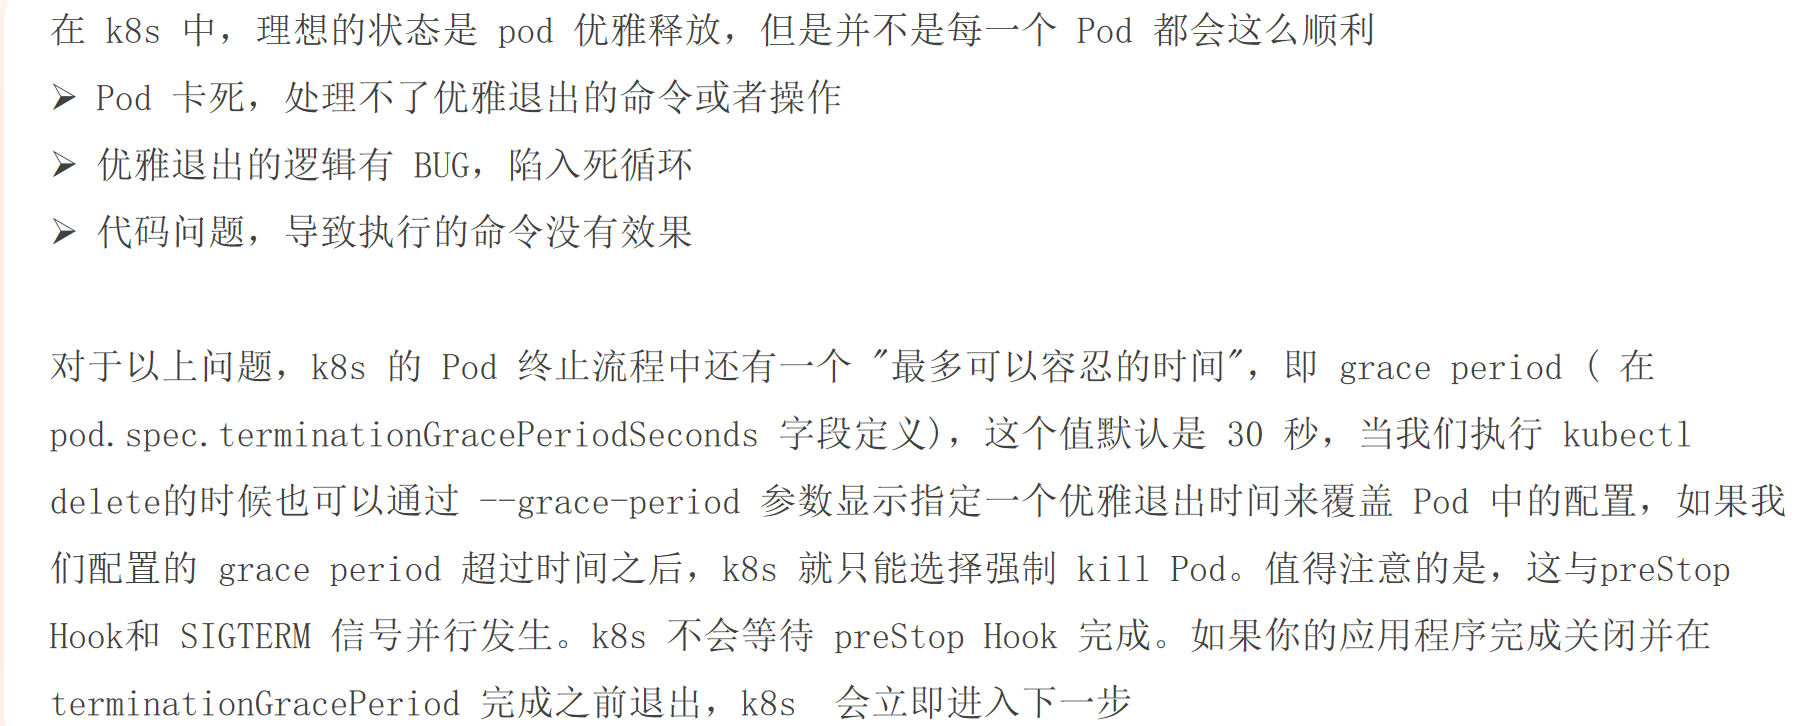 在 k8s 中，理想的状态是 pod 优雅释放，但是并不是每一个 Pod 都会这么顺利
➢ Pod 卡死，处理不了优雅退出的命令或者操作
➢ 优雅退出的逻辑有 BUG，陷入死循环
➢ 代码问题，导致执行的命令没有效果
对于以上问题，k8s 的 Pod 终止流程中还有一个 "最多可以容忍的时间"，即 grace period ( 在
pod.spec.terminationGracePeriodSeconds 字段定义)，这个值默认是 30 秒，当我们执行 kubectl
delete的时候也可以通过 --grace-period 参数显示指定一个优雅退出时间来覆盖 Pod 中的配置，如果我
们配置的 grace period 超过时间之后，k8s 就只能选择强制 kill Pod。值得注意的是，这与preStop
Hook和 SIGTERM 信号并行发生。k8s 不会等待 preStop Hook 完成。如果你的应用程序完成关闭并在
terminationGracePeriod 完成之前退出，k8s  会立即进入下一步